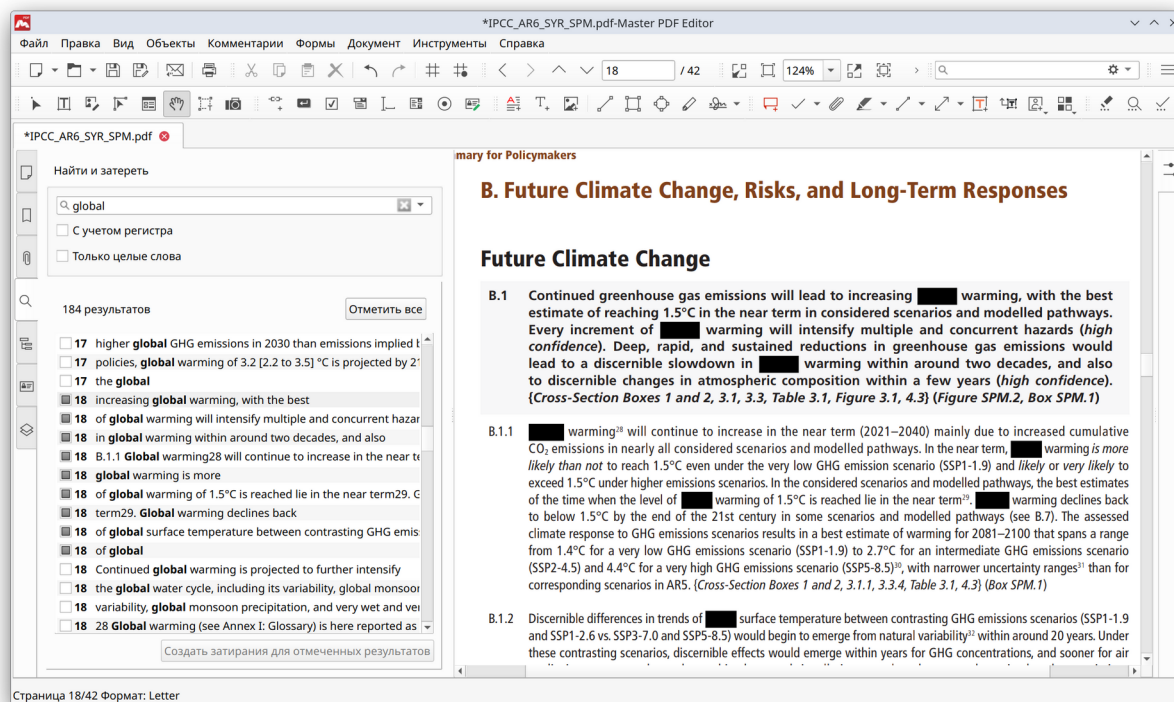 *IPCC_AR6_SYR_SPM.pdf-Master PDF Editor
Файл Правка Вид Объекты Комментарии Формы Документ Инструменты Справка
18 / 42 124%
*IPCC_AR6_SYR_SPM.pdf
Найти и затереть
global
С учетом регистра
Только целые слова
184 результатов
Отметить все
17 higher global GHG emissions in 2030 than emissions implied b
17 policies, global warming of 3.2 [2.2 to 3.5] °C is projected by 21
17 the global
18 increasing global warming, with the best
18 of global warming will intensify multiple and concurrent hazar
18 in global warming within around two decades, and also
18 B.1.1 Global warming28 will continue to increase in the near te
18 global warming is more
18 of global warming of 1.5°C is reached lie in the near term29. G
18 term29. Global warming declines back
18 of global surface temperature between contrasting GHG emis
18 of global
18 Continued global warming is projected to further intensify
18 the global water cycle, including its variability, global monsoor
18 variability, global monsoon precipitation, and very wet and ver
18 28 Global warming (see Annex I: Glossary) is here reported as
Создать затирания для отмеченных результатов
mary for Policymakers
B. Future Climate Change, Risks, and Long-Term Responses
Future Climate Change
B.1 Continued greenhouse gas emissions will lead to increasing warming, with the best
estimate of reaching 1.5°C in the near term in considered scenarios and modelled pathways.
Every increment of warming will intensify multiple and concurrent hazards (high
confidence). Deep, rapid, and sustained reductions in greenhouse gas emissions would
lead to a discernible slowdown in warming within around two decades, and also
to discernible changes in atmospheric composition within a few years (high confidence).
{Cross-Section Boxes 1 and 2, 3.1, 3.3, Table 3.1, Figure 3.1, 4.3} (Figure SPM.2, Box SPM.1)
B.1.1 warming28 will continue to increase in the near term (2021–2040) mainly due to increased cumulative
CO2 emissions in nearly all considered scenarios and modelled pathways. In the near term, warming is more
likely than not to reach 1.5°C even under the very low GHG emission scenario (SSP1-1.9) and likely or very likely to
exceed 1.5°C under higher emissions scenarios. In the considered scenarios and modelled pathways, the best estimates
of the time when the level of warming of 1.5°C is reached lie in the near term29. warming declines back
to below 1.5°C by the end of the 21st century in some scenarios and modelled pathways (see B.7). The assessed
climate response to GHG emissions scenarios results in a best estimate of warming for 2081–2100 that spans a range
from 1.4°C for a very low GHG emissions scenario (SSP1-1.9) to 2.7°C for an intermediate GHG emissions scenario
(SSP2-4.5) and 4.4°C for a very high GHG emissions scenario (SSP5-8.5)30, with narrower uncertainty ranges31 than for
corresponding scenarios in AR5. {Cross-Section Boxes 1 and 2, 3.1.1, 3.3.4, Table 3.1, 4.3} (Box SPM.1)
B.1.2 Discernible differences in trends of surface temperature between contrasting GHG emissions scenarios (SSP1-1.9
and SSP1-2.6 vs. SSP3-7.0 and SSP5-8.5) would begin to emerge from natural variability32 within around 20 years. Under
these contrasting scenarios, discernible effects would emerge within years for GHG concentrations, and sooner for air
Страница 18/42 Формат: Letter